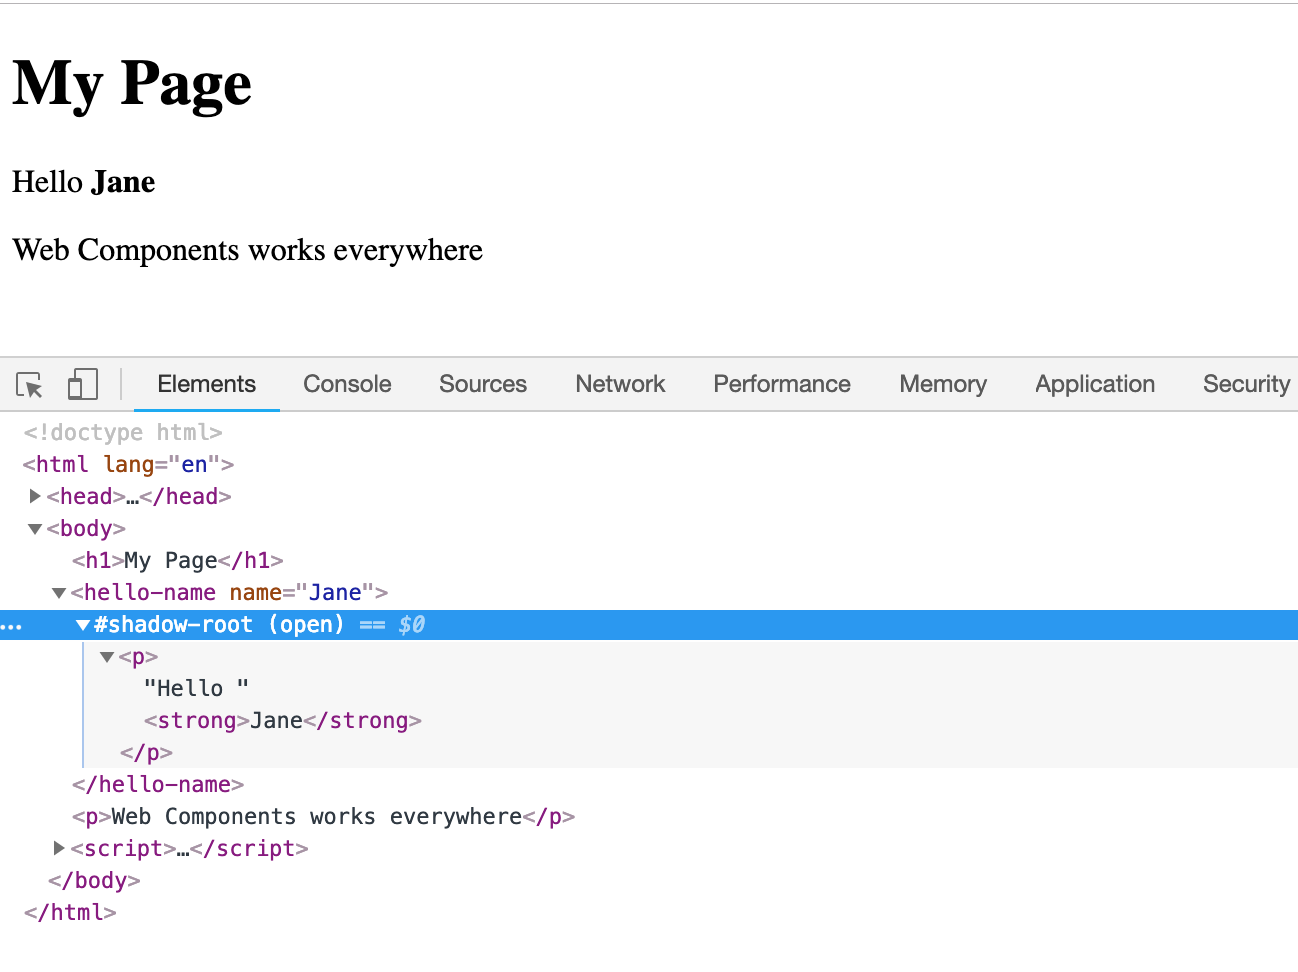 My Page
Hello Jane
Web Components works everywhere
Elements Console Sources Network Performance Memory Application Security
<!doctype html>
<html lang="en">
<head>…</head>
<body>
<h1>My Page</h1>
<hello-name name="Jane">
… #shadow-root (open) == $0
<p>
"Hello "
<strong>Jane</strong>
</p>
</hello-name>
<p>Web Components works everywhere</p>
<script>…</script>
</body>
</html>